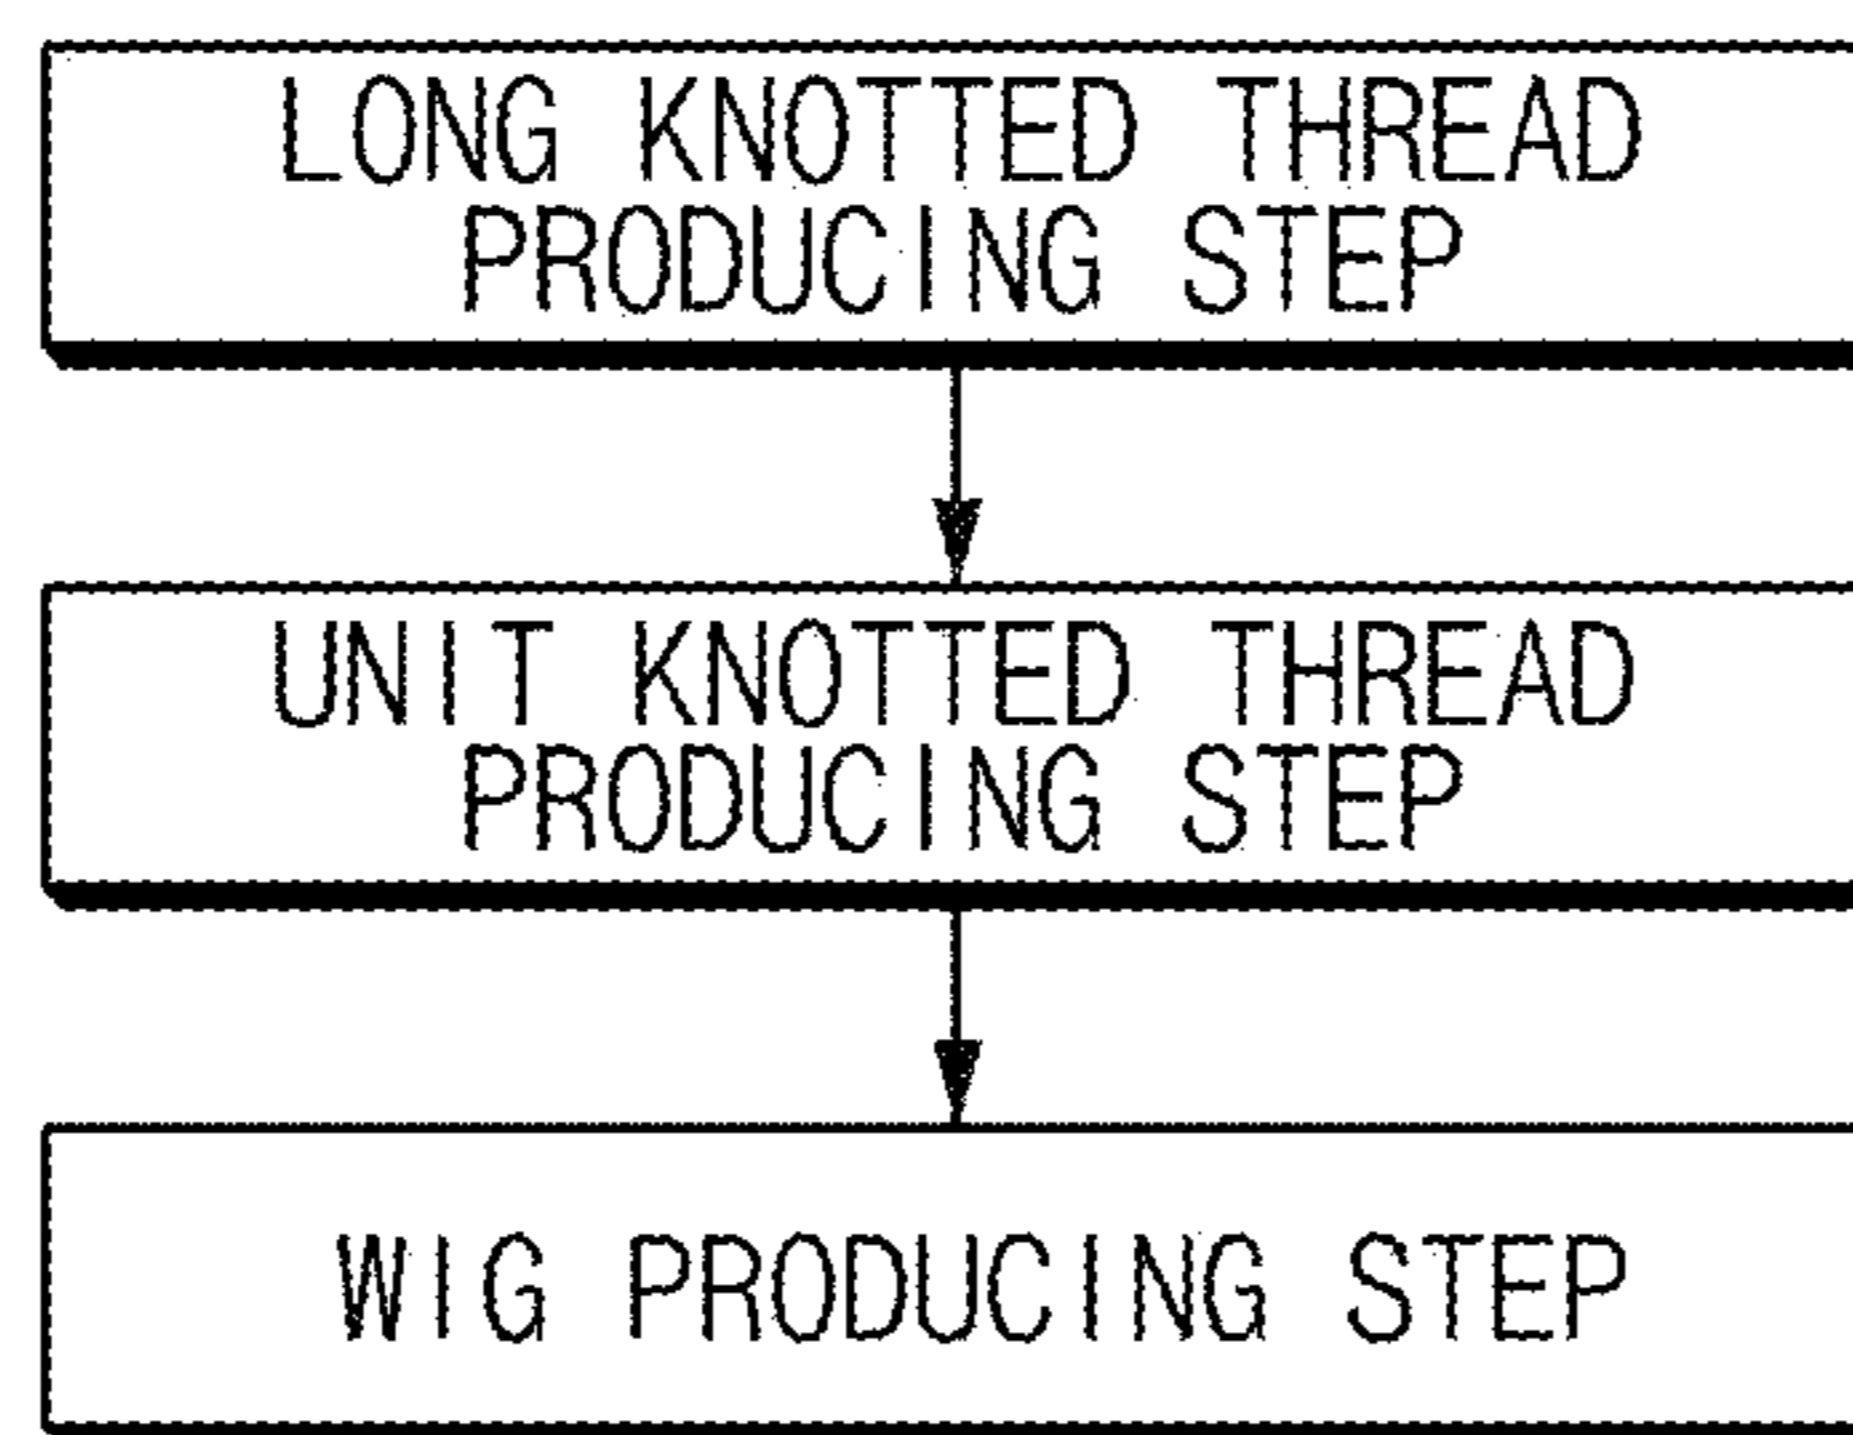 LONG KNOTTED THREAD
PRODUCING STEP
UNIT KNOTTED THREAD
PRODUCING STEP
WIG PRODUCING STEP